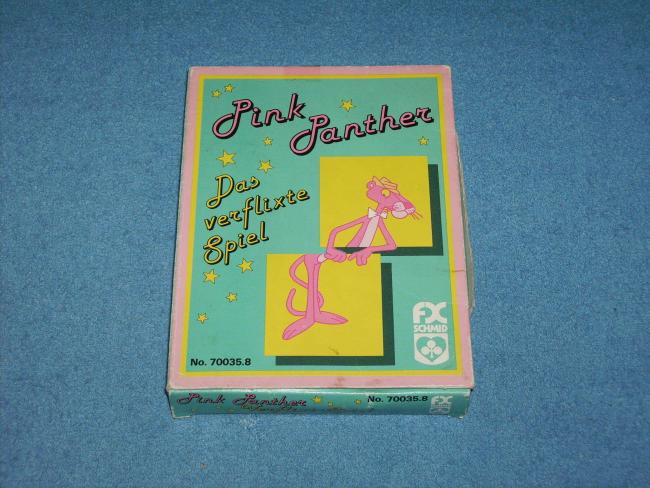 Pink
Panther
Das
verflixte
Spiel
FX
SCHMID
No. 70035.8
Pink Panther
No. 70035.8
FX